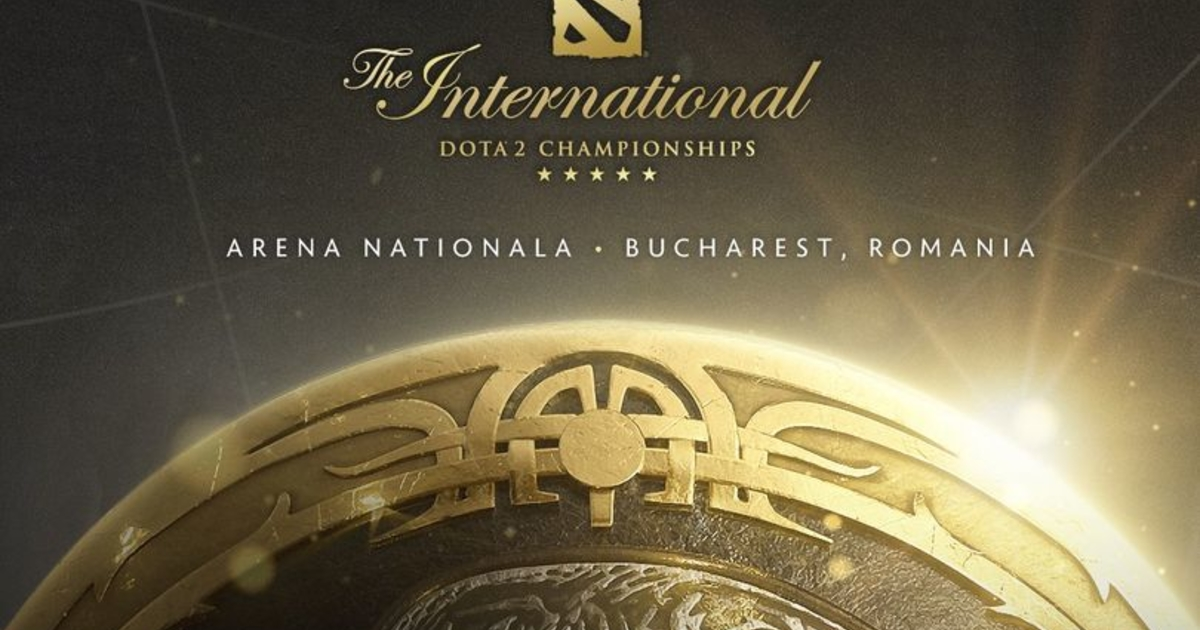 The International
DOTA 2 CHAMPIONSHIPS
ARENA NATIONALA • BUCHAREST, ROMANIA